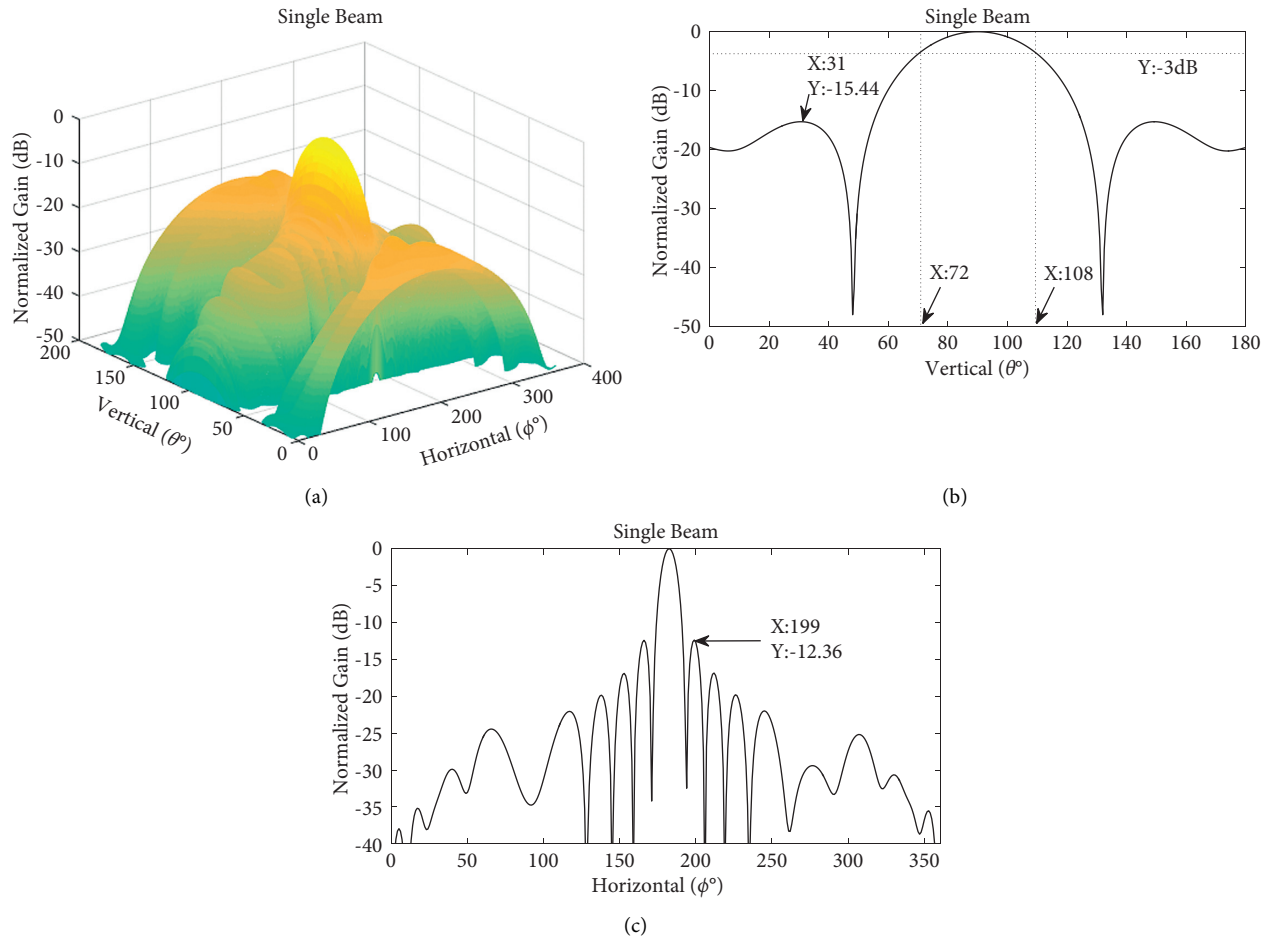 Single Beam
0
-10
-20
-30
-40
-50
Normalized Gain (dB)
200
150
100
50
0
Vertical (θ°)
0
100
200
300
400
Horizontal (ϕ°)
(a)
Single Beam
0
-10
-20
-30
-40
-50
Normalized Gain (dB)
X:31
Y:-15.44
Y:-3dB
X:72
X:108
0 20 40 60 80 100 120 140 160 180
Vertical (θ°)
(b)
Single Beam
0
-5
-10
-15
-20
-25
-30
-35
-40
Normalized Gain (dB)
X:199
Y:-12.36
0 50 100 150 200 250 300 350
Horizontal (ϕ°)
(c)